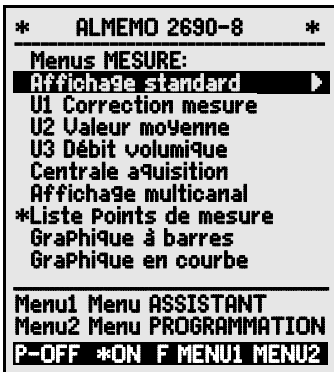 * ALMEMO 2690-8 *
Menus MESURE:
Affichage standard ▶
U1 Correction mesure
U2 Valeur moyenne
U3 Débit volumique
Centrale aquisition
Affichage multicanal
*Liste Points de mesure
GraPhique à barres
GraPhique en courbe
Menu1 Menu ASSISTANT
Menu2 Menu PROGRAMMATION
P-OFF *ON F MENU1 MENU2